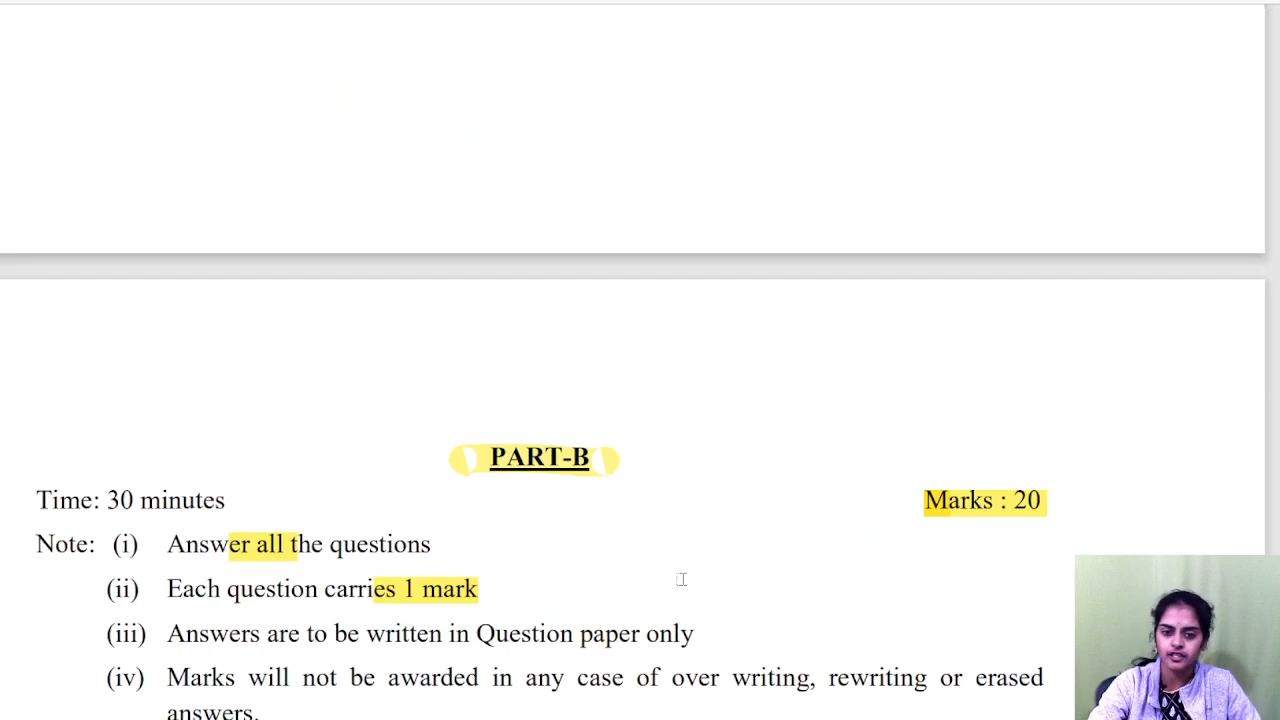 PART-B
Time: 30 minutes Marks : 20
Note: (i) Answer all the questions
(ii) Each question carries 1 mark
(iii) Answers are to be written in Question paper only
(iv) Marks will not be awarded in any case of over writing, rewriting or erased
answers.